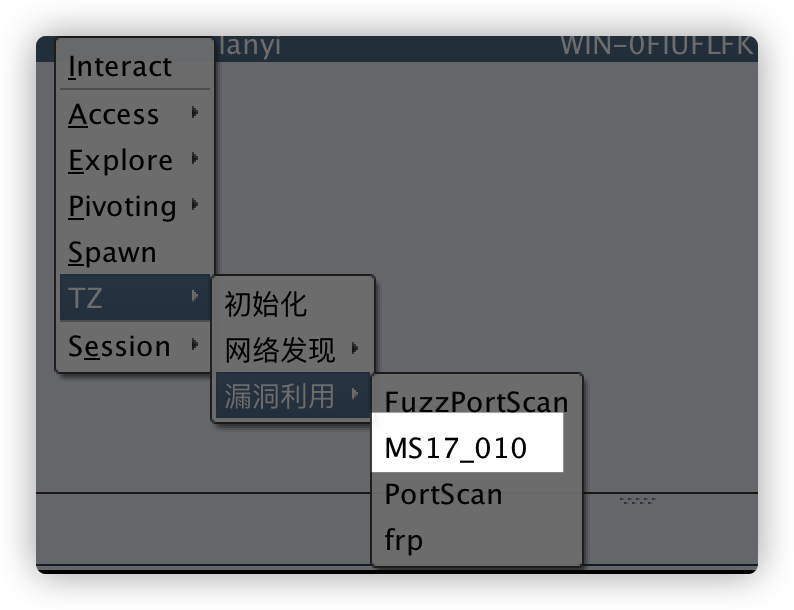 lanyi WIN-0FIUFLFK
Interact
Access
Explore
Pivoting
Spawn
TZ
Session
初始化
网络发现
漏洞利用
FuzzPortScan
MS17_010
PortScan
frp